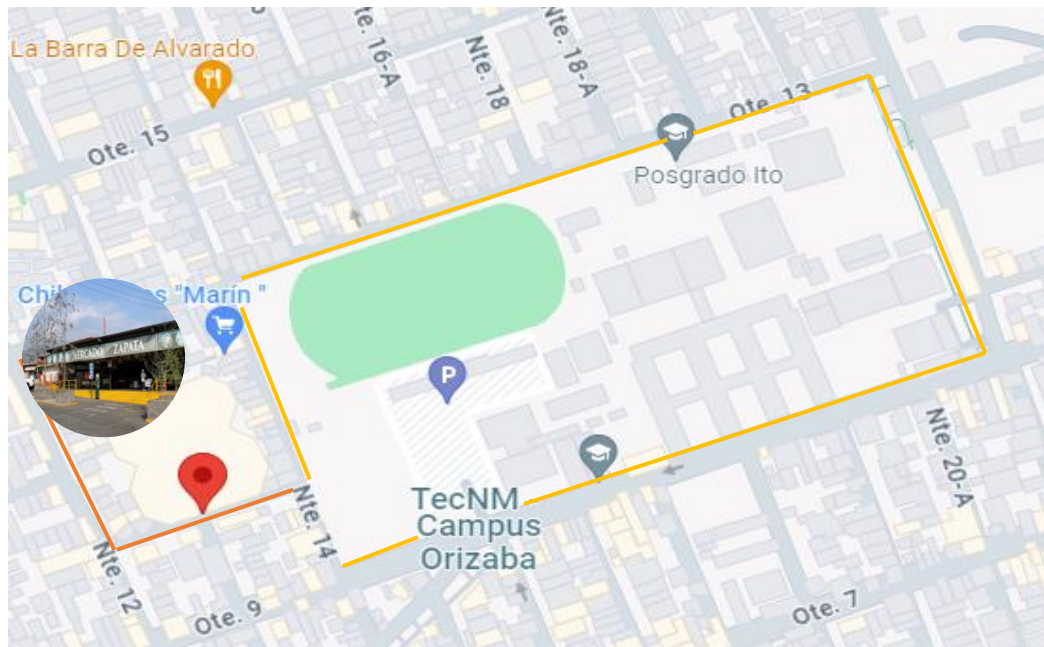 La Barra De Alvarado
Nte. 16-A
Nte. 18
Nte. 18-A
Ote. 13
Ote. 15
Posgrado Ito
"Marín "
MERCADO ZAPATA
P
Nte. 20-A
Nte. 14
TecNM
Campus
Orizaba
Nte. 12
Ote. 9
Ote. 7